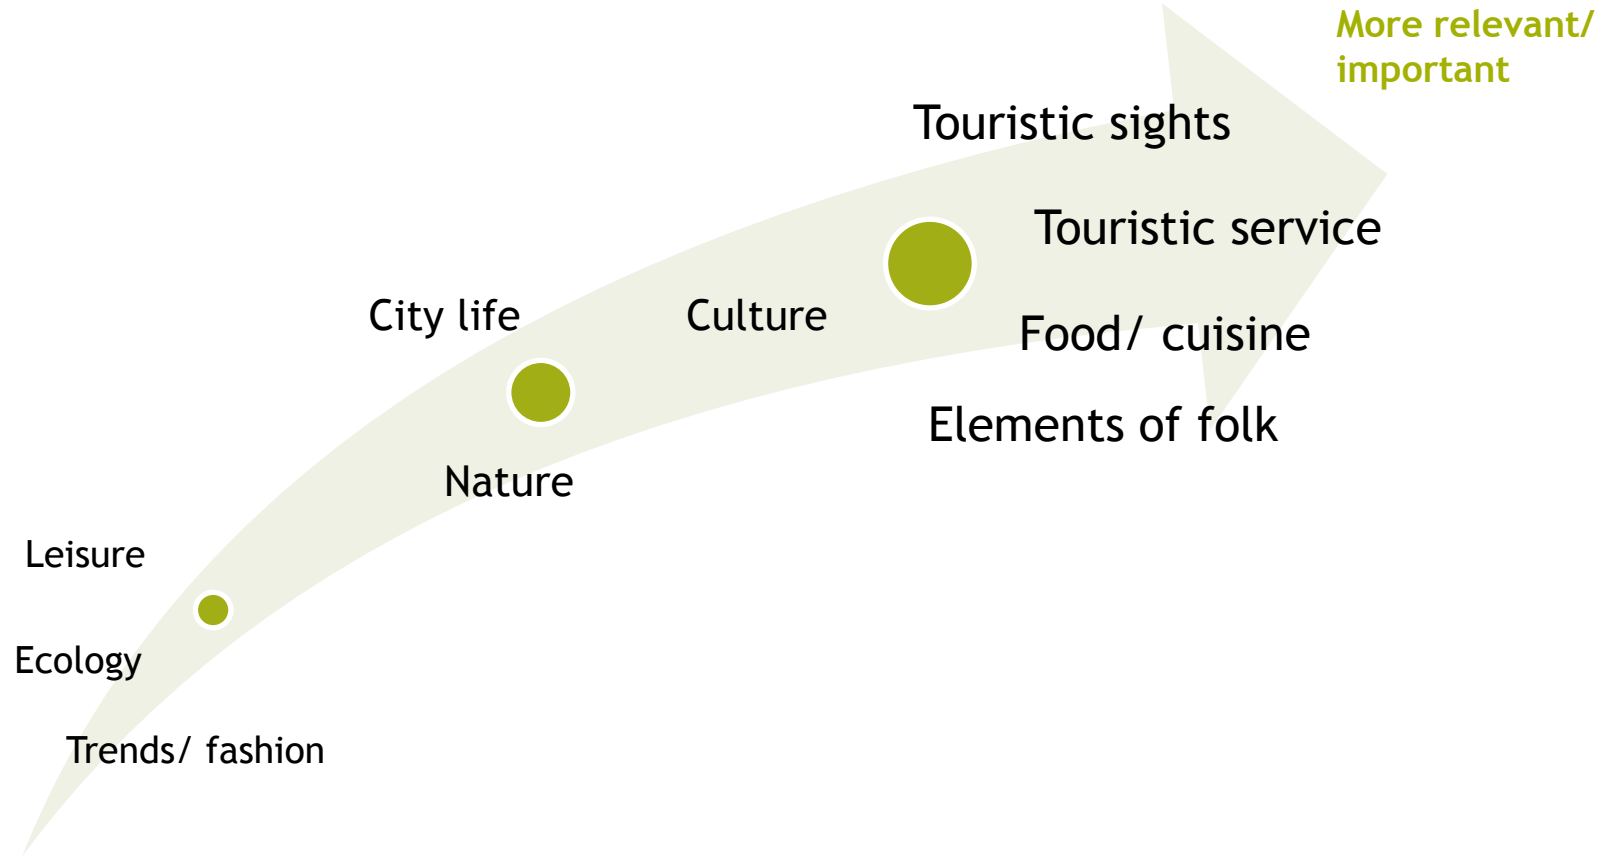 More relevant/
important
Touristic sights
Touristic service
City life
Culture
Food/ cuisine
Elements of folk
Nature
Leisure
Ecology
Trends/ fashion